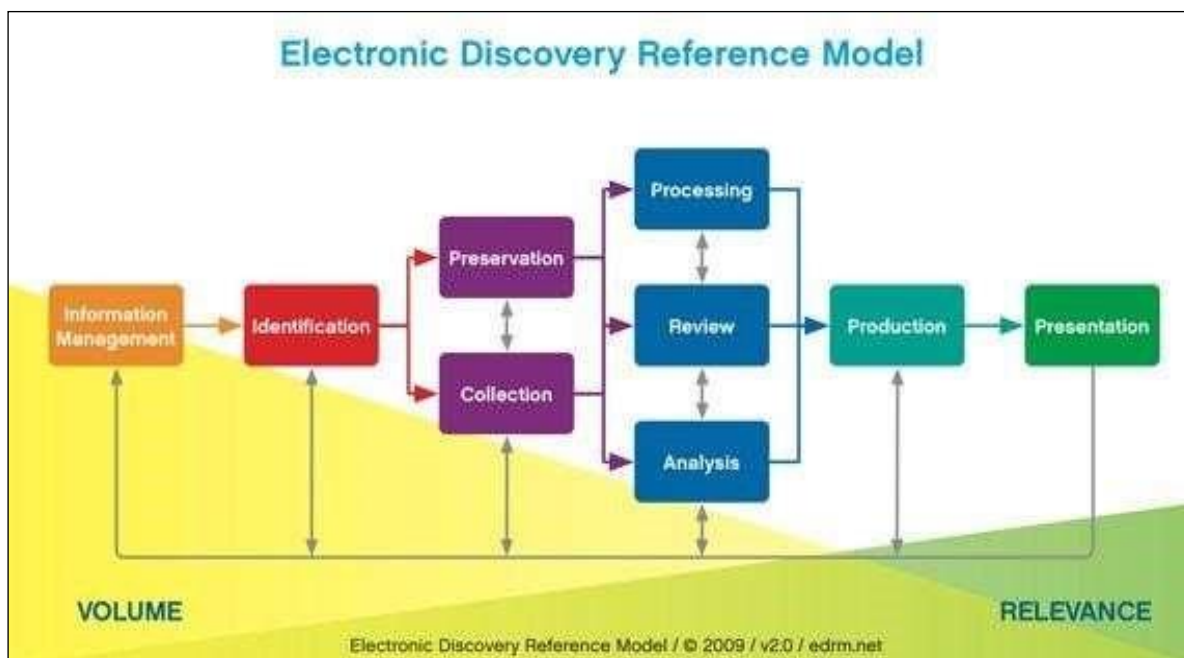 Electronic Discovery Reference Model
Processing
Preservation
Information
Management
Identification
Review
Production
Presentation
Collection
Analysis
VOLUME
RELEVANCE
Electronic Discovery Reference Model / © 2009 / v2.0 / edrm.net